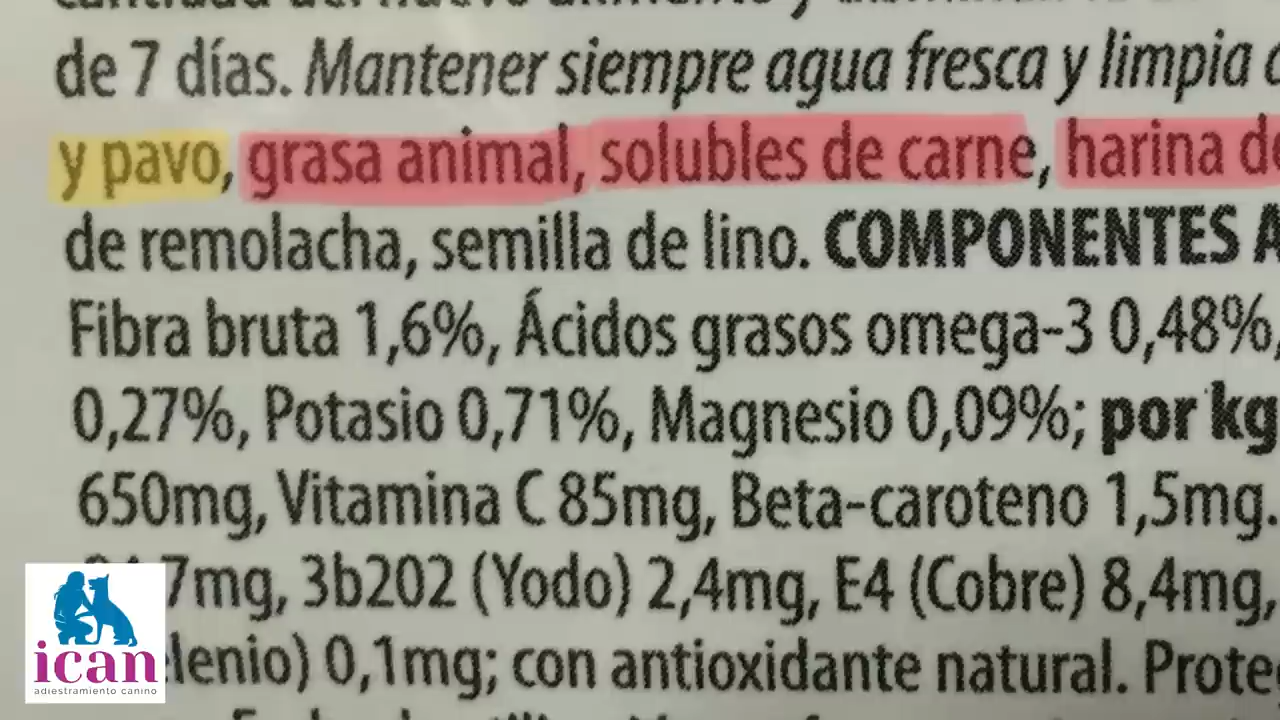 de 7 días. Mantener siempre agua fresca y limpia
y pavo, grasa animal, solubles de carne, harina de
de remolacha, semilla de lino. COMPONENTES A
Fibra bruta 1,6%, Ácidos grasos omega-3 0,48%,
0,27%, Potasio 0,71%, Magnesio 0,09%; por kg
650mg, Vitamina C 85mg, Beta-caroteno 1,5mg.
7mg, 3b202 (Yodo) 2,4mg, E4 (Cobre) 8,4mg,
lenio) 0,1mg; con antioxidante natural. Prote
ican
adiestramiento canino